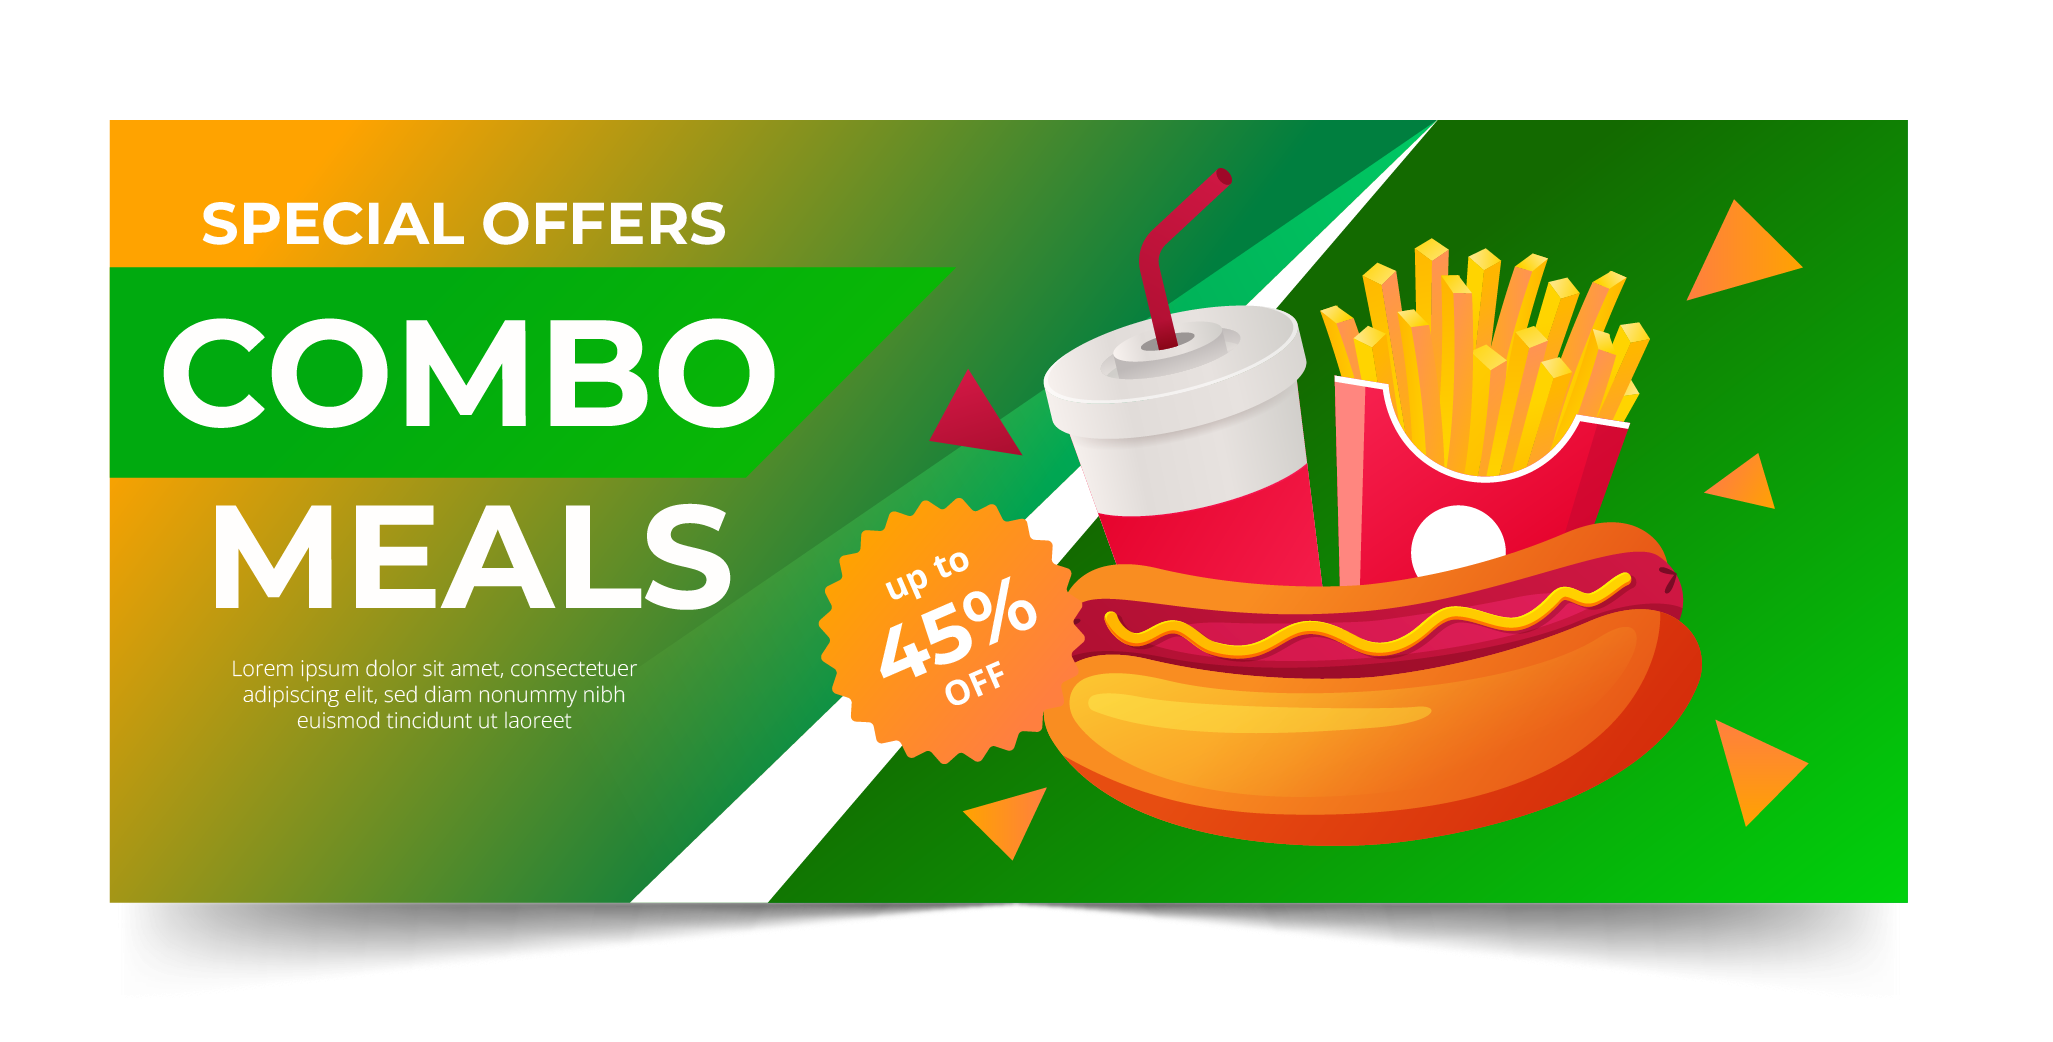 SPECIAL OFFERS
COMBO
MEALS
Lorem ipsum dolor sit amet, consectetuer
adipiscing elit, sed diam nonummy nibh
euismod tincidunt ut laoreet
up to
45%
OFF